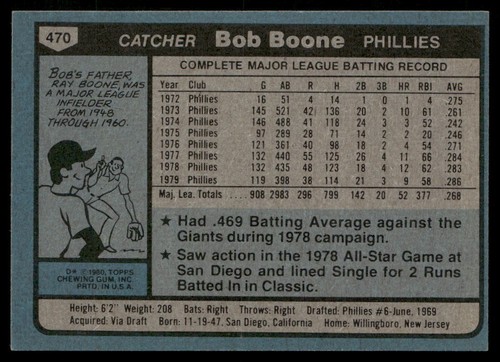 470 CATCHER Bob Boone PHILLIES
BOB'S FATHER,
RAY BOONE, WAS
A MAJOR LEAGUE
INFIELDER
FROM 1948
THROUGH 1960.
COMPLETE MAJOR LEAGUE BATTING RECORD
Year Club G AB R H 2B 3B HR RBI AVG
1972 Phillies 16 51 4 14 1 0 1 4 .275
1973 Phillies 145 521 42 136 20 2 10 61 .261
1974 Phillies 146 488 41 118 24 3 3 52 .242
1975 Phillies 97 289 28 71 14 2 2 20 .246
1976 Phillies 121 361 40 98 18 2 4 54 .271
1977 Phillies 132 440 55 125 26 4 11 66 .284
1978 Phillies 132 435 48 123 18 4 12 62 .283
1979 Phillies 119 398 38 114 21 3 9 58 .286
Maj. Lea. Totals 908 2983 296 799 142 20 52 377 .268
★ Had .469 Batting Average against the
Giants during 1978 campaign.
★ Saw action in the 1978 All-Star Game at
San Diego and lined Single for 2 Runs
Batted In in Classic.
D* © 1980, TOPPS
CHEWING GUM, INC.
PRTD. IN U.S.A.
Height: 6'2" Weight: 208 Bats: Right Throws: Right Drafted: Phillies #6-June, 1969
Acquired: Via Draft Born: 11-19-47, San Diego, California Home: Willingboro, New Jersey